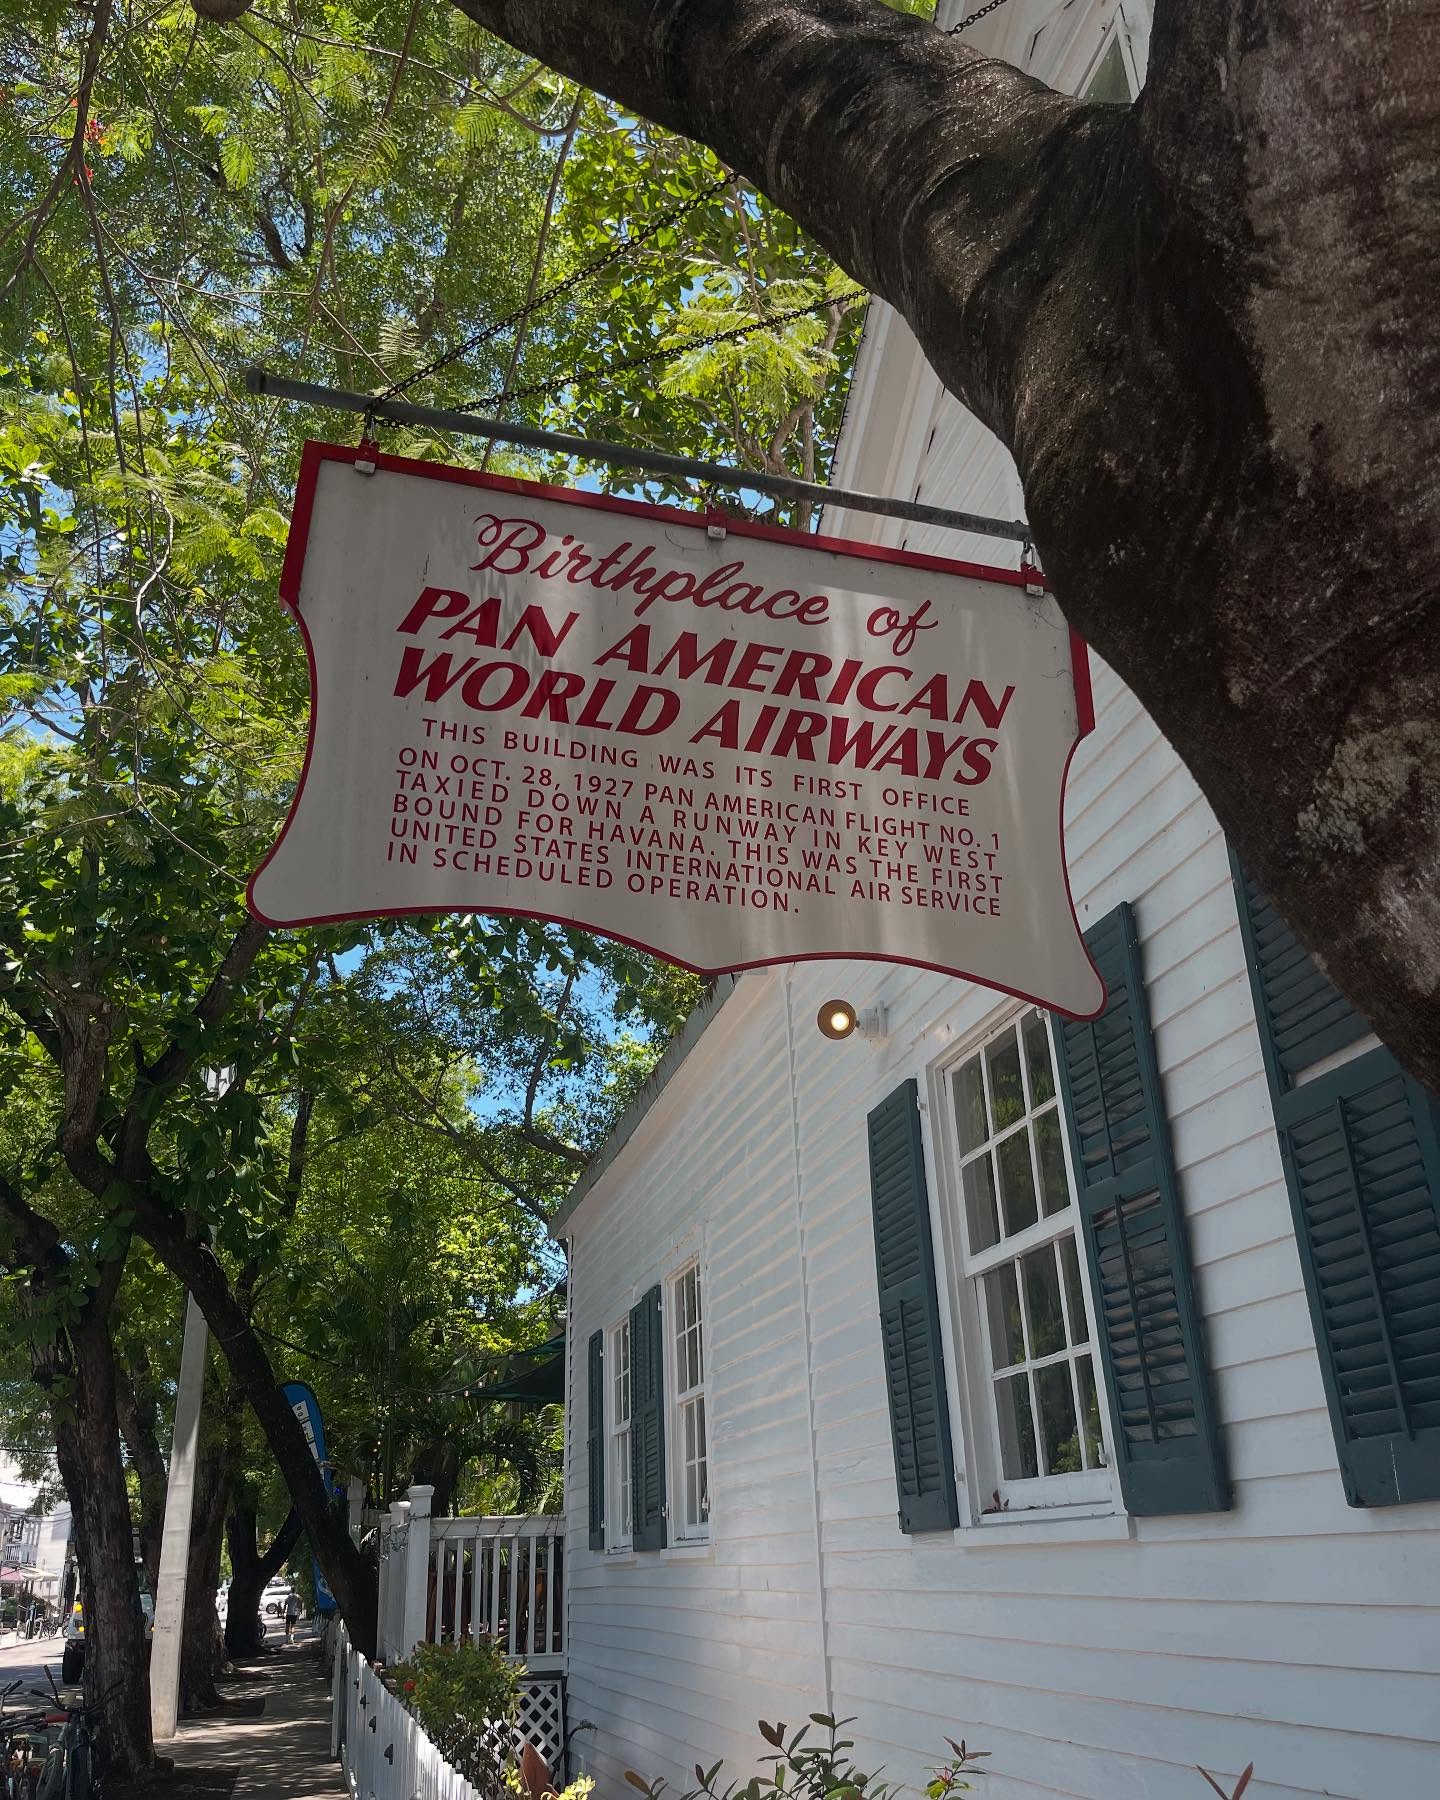 Birthplace of
PAN AMERICAN
WORLD AIRWAYS
THIS BUILDING WAS ITS FIRST OFFICE
ON OCT. 28, 1927 PAN AMERICAN FLIGHT NO. 1
TAXIED DOWN A RUNWAY IN KEY WEST
BOUND FOR HAVANA. THIS WAS THE FIRST
UNITED STATES INTERNATIONAL AIR SERVICE
IN SCHEDULED OPERATION.